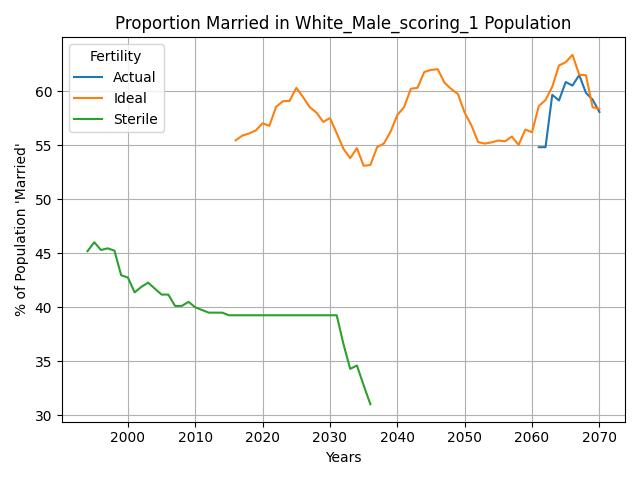 Proportion Married in White_Male_scoring_1 Population
Fertility
Actual
Ideal
Sterile
% of Population 'Married'
60
55
50
45
40
35
30
2000
2010
2020
2030
2040
2050
2060
2070
Years